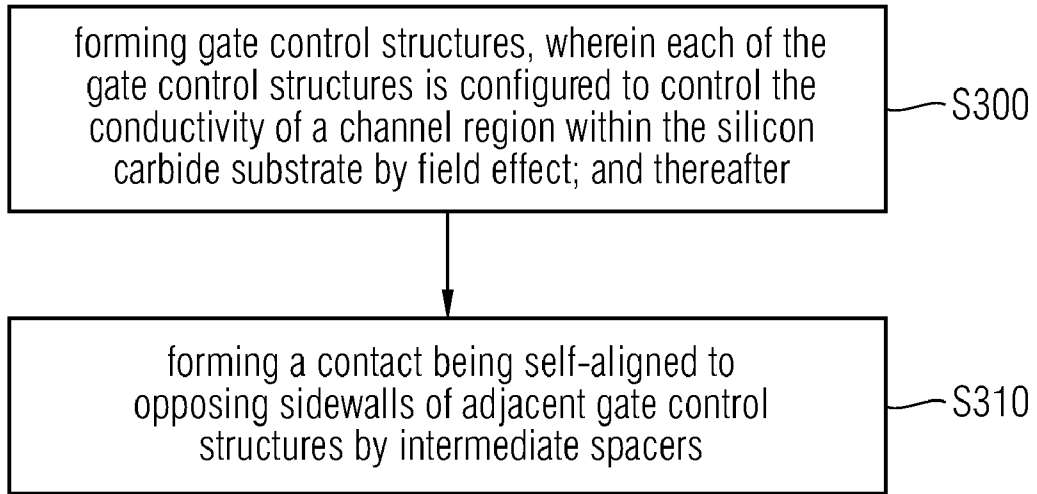 forming gate control structures, wherein each of the
gate control structures is configured to control the
conductivity of a channel region within the silicon
carbide substrate by field effect; and thereafter
S300
forming a contact being self-aligned to
opposing sidewalls of adjacent gate control
structures by intermediate spacers
S310